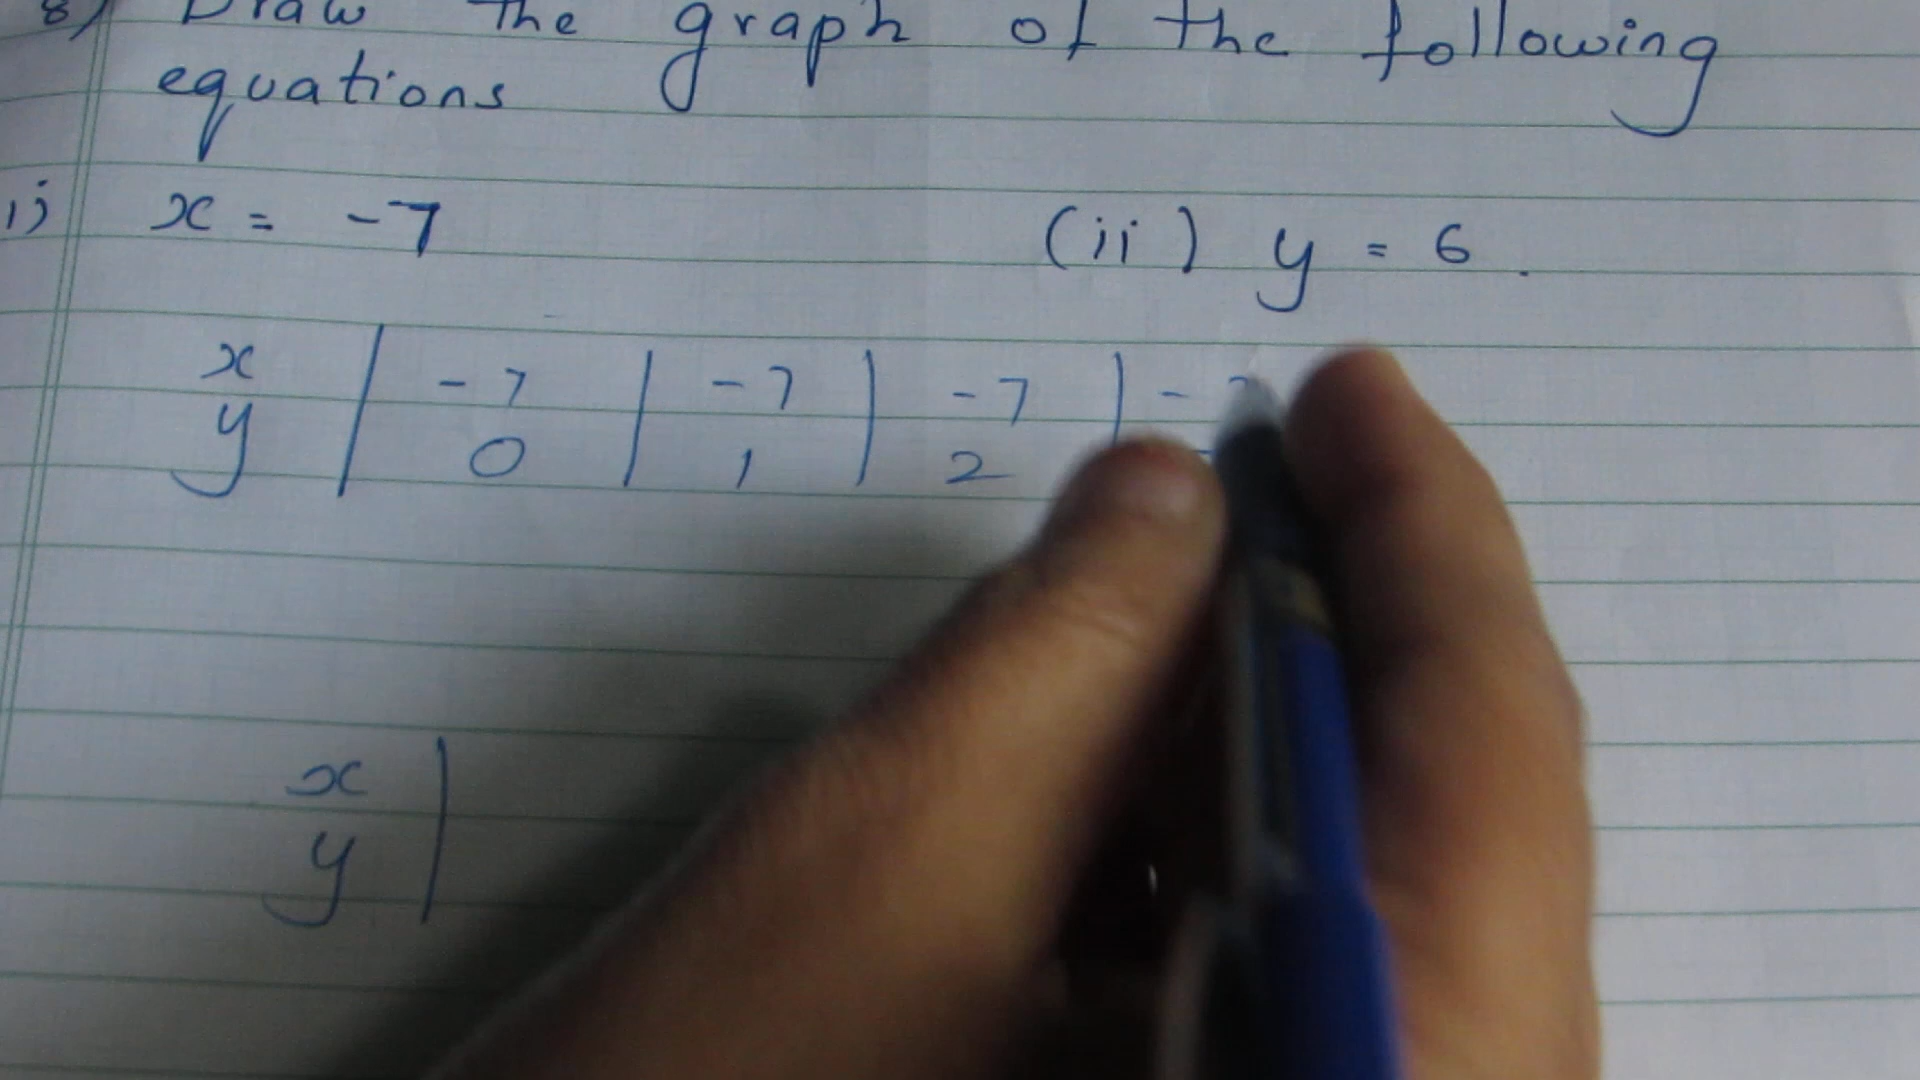 8) Draw the graph of the following
equations
i) x = -7 (ii) y = 6.
x | -7 | -7 | -7 | -
y | 0 | 1 | 2
x |
y |